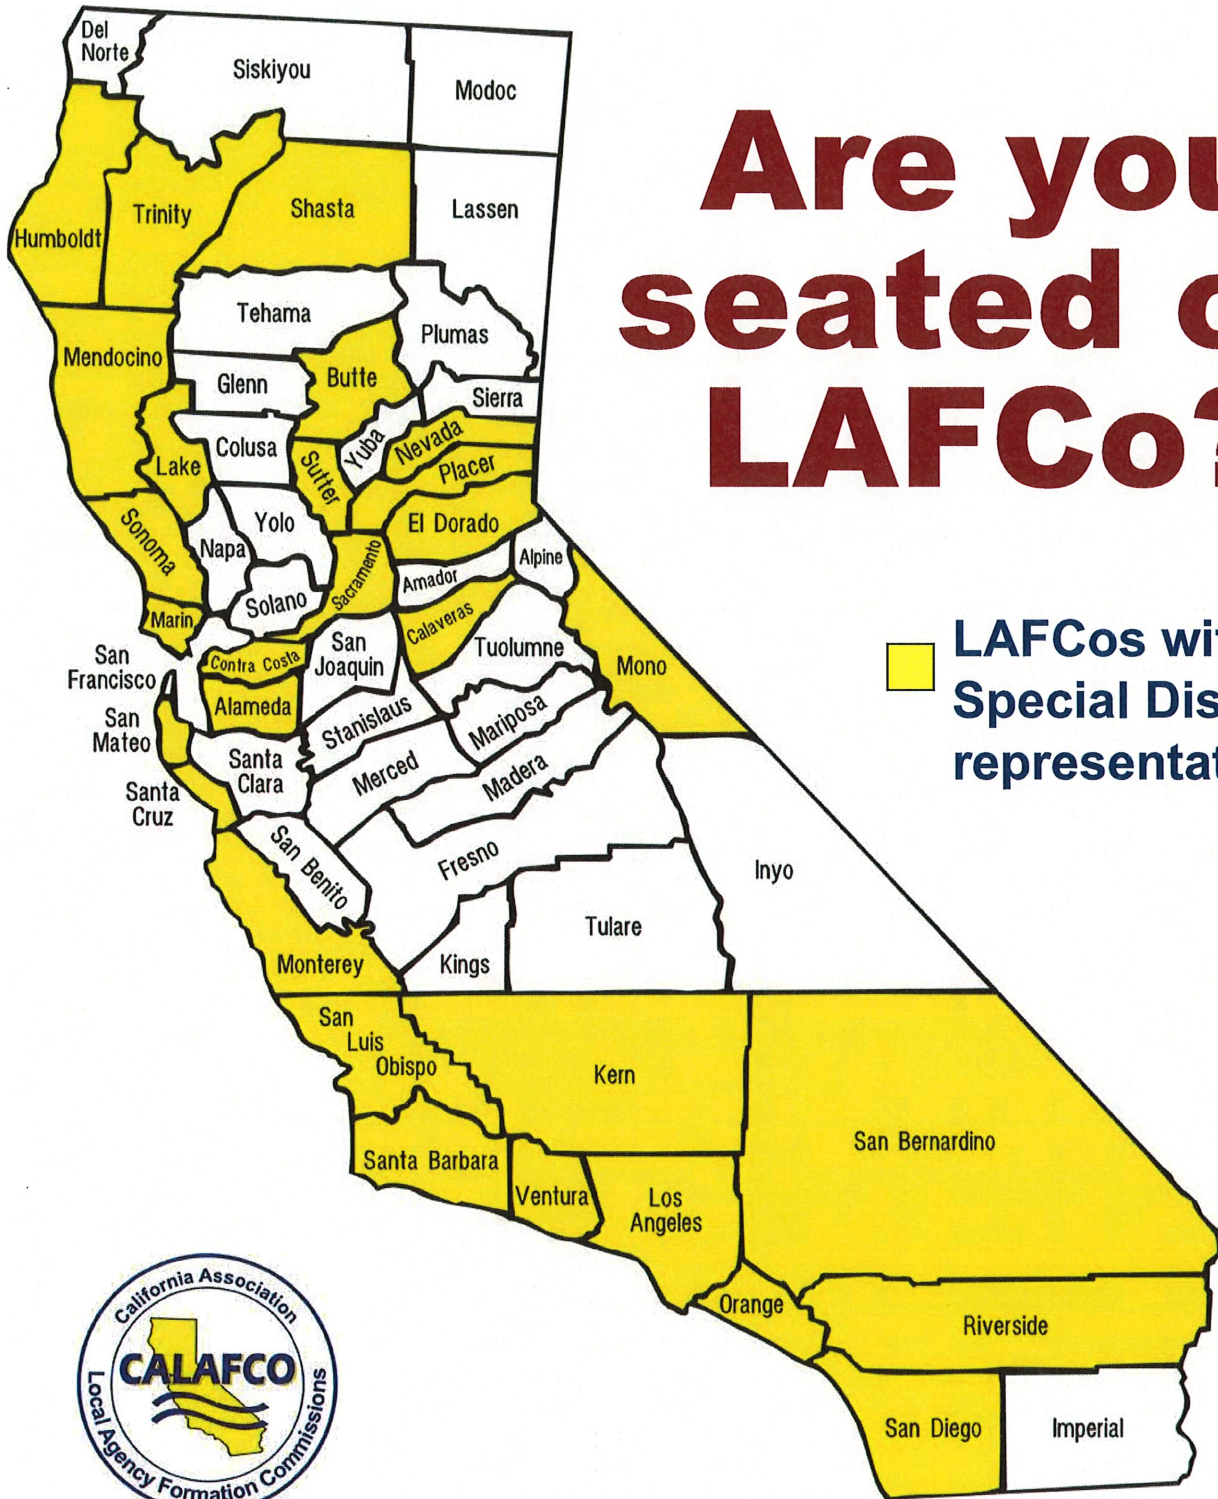 Are you
seated o
LAFCo?
LAFCos wi
Special Dis
representat
Del
Norte
Siskiyou
Modoc
Humboldt
Trinity
Shasta
Lassen
Tehama
Plumas
Mendocino
Glenn
Butte
Sierra
Lake
Colusa
Sutter
Yuba
Nevada
Placer
Sonoma
Napa
Yolo
El Dorado
Sacramento
Amador
Alpine
Marin
Solano
Calaveras
San
Francisco
Contra Costa
San
Joaquin
Tuolumne
Mono
Alameda
San
Mateo
Stanislaus
Mariposa
Santa
Clara
Merced
Madera
Santa
Cruz
San Benito
Fresno
Inyo
Tulare
Monterey
Kings
San
Luis
Obispo
Kern
San Bernardino
Santa Barbara
Ventura
Los
Angeles
Orange
Riverside
San Diego
Imperial
California Association
CALAFCO
Local Agency Formation Commissions